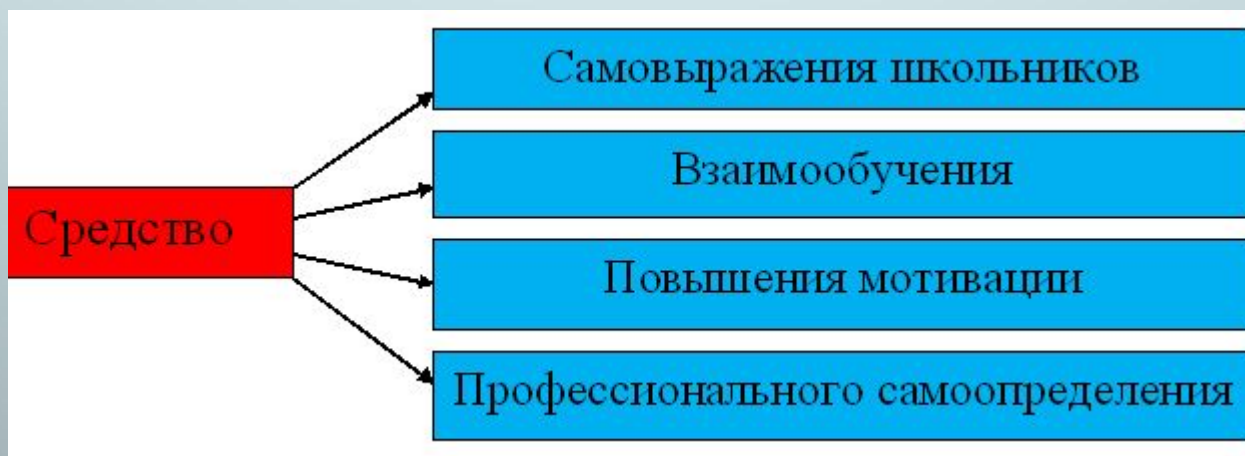 Самовыражения школьников
Взаимообучения
Средство
Повышения мотивации
Профессионального самоопределения